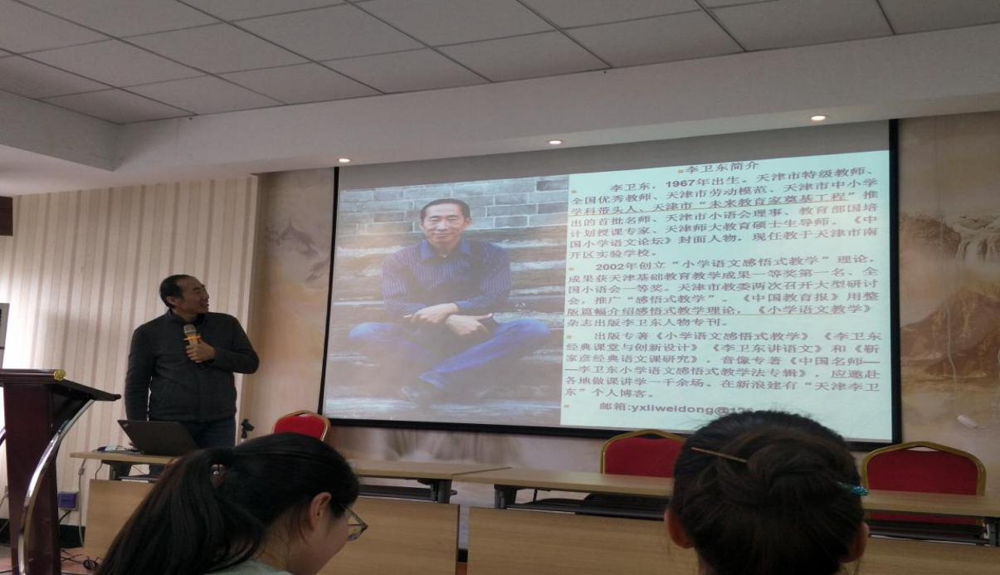 李卫东简介
李卫东，1967年出生。天津市特级教师、
全国优秀教师、天津市劳动模范、天津市中小学
学科带头人、天津市“未来教育家奠基工程”推
出的首批名师、天津市小语会理事、教育部国培
计划授课专家、天津师大教育硕士生导师。《中
国小学语文论坛》封面人物，现任教于天津市南
开区实验学校。
2002年创立“小学语文感悟式教学”理论，
成果获天津基础教育教学成果一等奖第一名、全
国小语会一等奖。天津市教委两次召开大型研讨
会，推广“感悟式教学”。《中国教育报》用整
版篇幅介绍感悟式教学理论，《小学语文教学》
杂志出版李卫东人物专刊。
出版专著《小学语文感悟式教学》《李卫东
经典课堂与创新设计》《李卫东讲语文》和《靳
家彦经典语文课研究》，音像专著《中国名师—
—李卫东小学语文感悟式教学法专辑》，应邀赴
各地做课讲学一千余场。在新浪建有“天津李卫
东”个人博客。
邮箱:yxliweidong@12